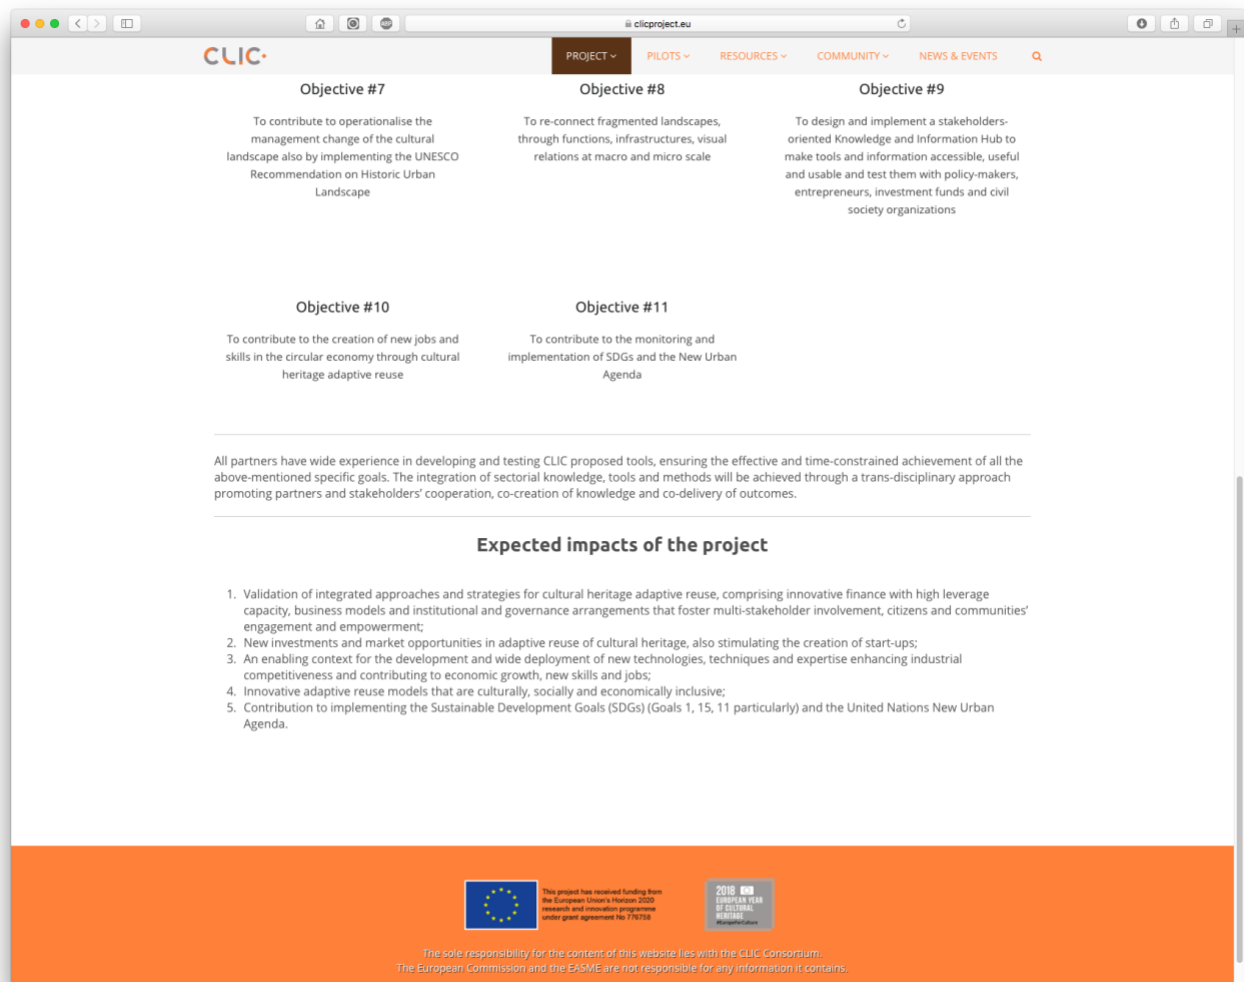 clicproject.eu
CLIC
PROJECT
PILOTS
RESOURCES
COMMUNITY
NEWS & EVENTS
Objective #7
To contribute to operationalise the
management change of the cultural
landscape also by implementing the UNESCO
Recommendation on Historic Urban
Landscape
Objective #8
To re-connect fragmented landscapes,
through functions, infrastructures, visual
relations at macro and micro scale
Objective #9
To design and implement a stakeholders-
oriented Knowledge and Information Hub to
make tools and information accessible, useful
and usable and test them with policy-makers,
entrepreneurs, investment funds and civil
society organizations
Objective #10
To contribute to the creation of new jobs and
skills in the circular economy through cultural
heritage adaptive reuse
Objective #11
To contribute to the monitoring and
implementation of SDGs and the New Urban
Agenda
All partners have wide experience in developing and testing CLIC proposed tools, ensuring the effective and time-constrained achievement of all the
above-mentioned specific goals. The integration of sectorial knowledge, tools and methods will be achieved through a trans-disciplinary approach
promoting partners and stakeholders' cooperation, co-creation of knowledge and co-delivery of outcomes.
Expected impacts of the project
1. Validation of integrated approaches and strategies for cultural heritage adaptive reuse, comprising innovative finance with high leverage
capacity, business models and institutional and governance arrangements that foster multi-stakeholder involvement, citizens and communities'
engagement and empowerment;
2. New investments and market opportunities in adaptive reuse of cultural heritage, also stimulating the creation of start-ups;
3. An enabling context for the development and wide deployment of new technologies, techniques and expertise enhancing industrial
competitiveness and contributing to economic growth, new skills and jobs;
4. Innovative adaptive reuse models that are culturally, socially and economically inclusive;
5. Contribution to implementing the Sustainable Development Goals (SDGs) (Goals 1, 15, 11 particularly) and the United Nations New Urban
Agenda.
This project has received funding from
the European Union's Horizon 2020
research and innovation programme
under grant agreement No 776758
2018
EUROPEAN YEAR
OF CULTURAL
HERITAGE
#EuropeForCulture
The sole responsibility for the content of this website lies with the CLIC Consortium.
The European Commission and the EASME are not responsible for any information it contains.